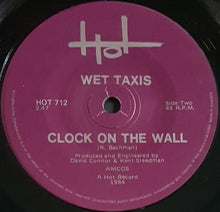 Hot
WET TAXIS
HOT 712
2.47
Side Two
45 R.P.M.
CLOCK ON THE WALL
(R. Bachman)
Produced and Engineered by
David Connor & Kent Steedman
AMCOS
A Hot Record
1984